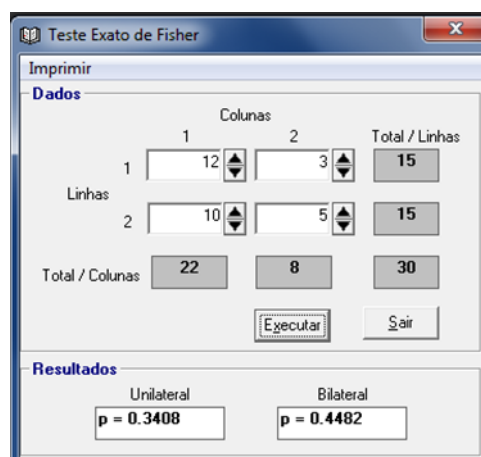 Teste Exato de Fisher
x
Imprimir
Dados
Colunas
1 2 Total / Linhas
1 12 3 15
Linhas
2 10 5 15
Total / Colunas 22 8 30
Executar Sair
Resultados
Unilateral Bilateral
p = 0.3408 p = 0.4482